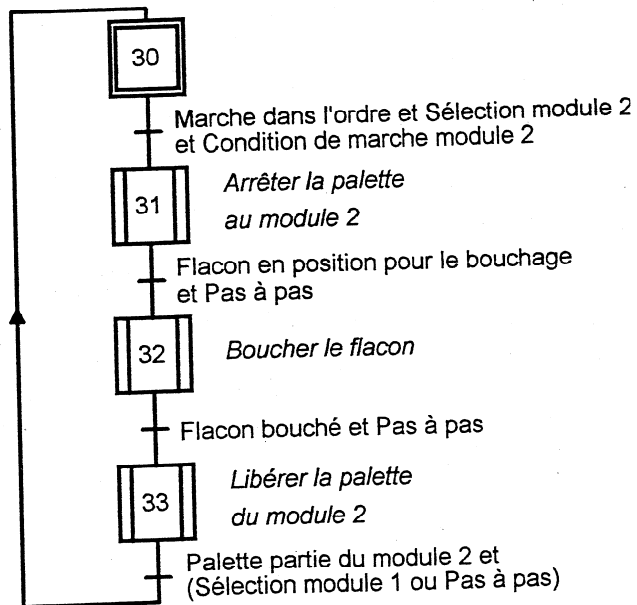 30
Marche dans l'ordre et Sélection module 2
et Condition de marche module 2
31
Arrêter la palette
au module 2
Flacon en position pour le bouchage
et Pas à pas
32
Boucher le flacon
Flacon bouché et Pas à pas
33
Libérer la palette
du module 2
Palette partie du module 2 et
(Sélection module 1 ou Pas à pas)